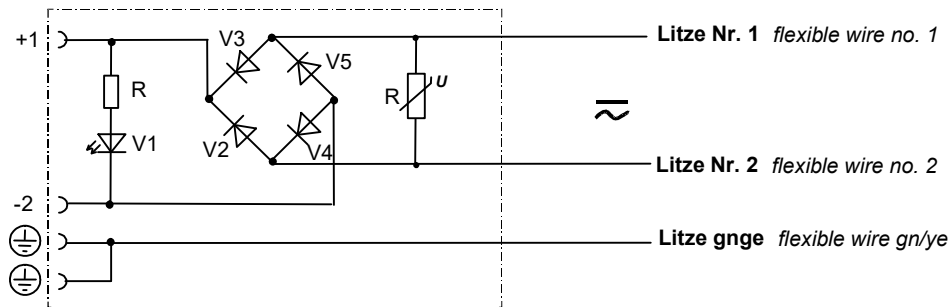 +1
V3
V5
R
V1
V2
V4
R
U
-2
Litze Nr. 1 flexible wire no. 1
Litze Nr. 2 flexible wire no. 2
Litze gnge flexible wire gn/ye